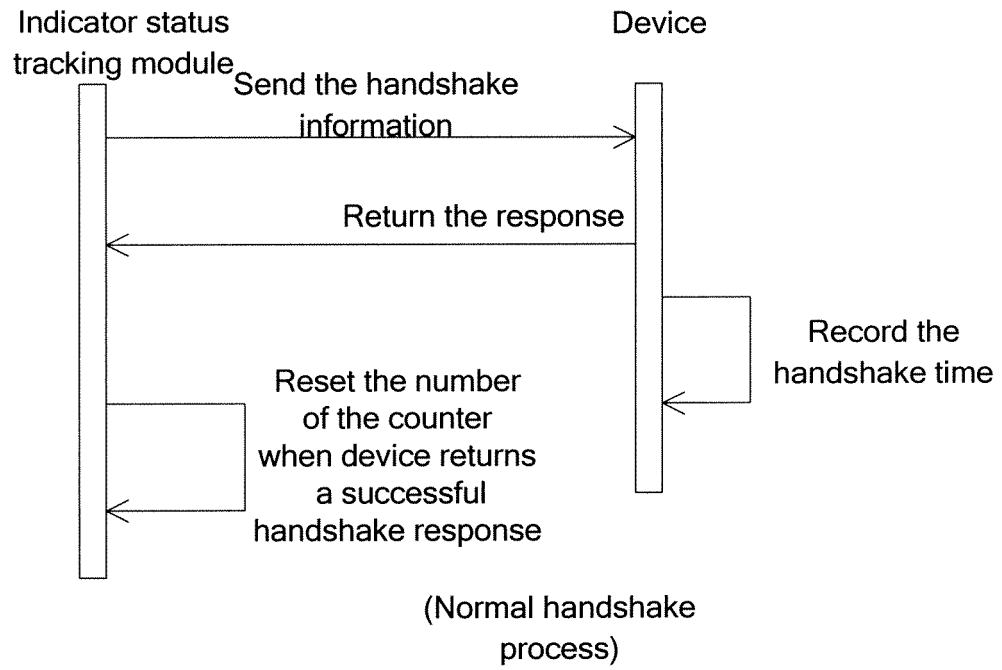 Indicator status
tracking module
Device
Send the handshake
information
Return the response
Record the
handshake time
Reset the number
of the counter
when device returns
a successful
handshake response
(Normal handshake
process)